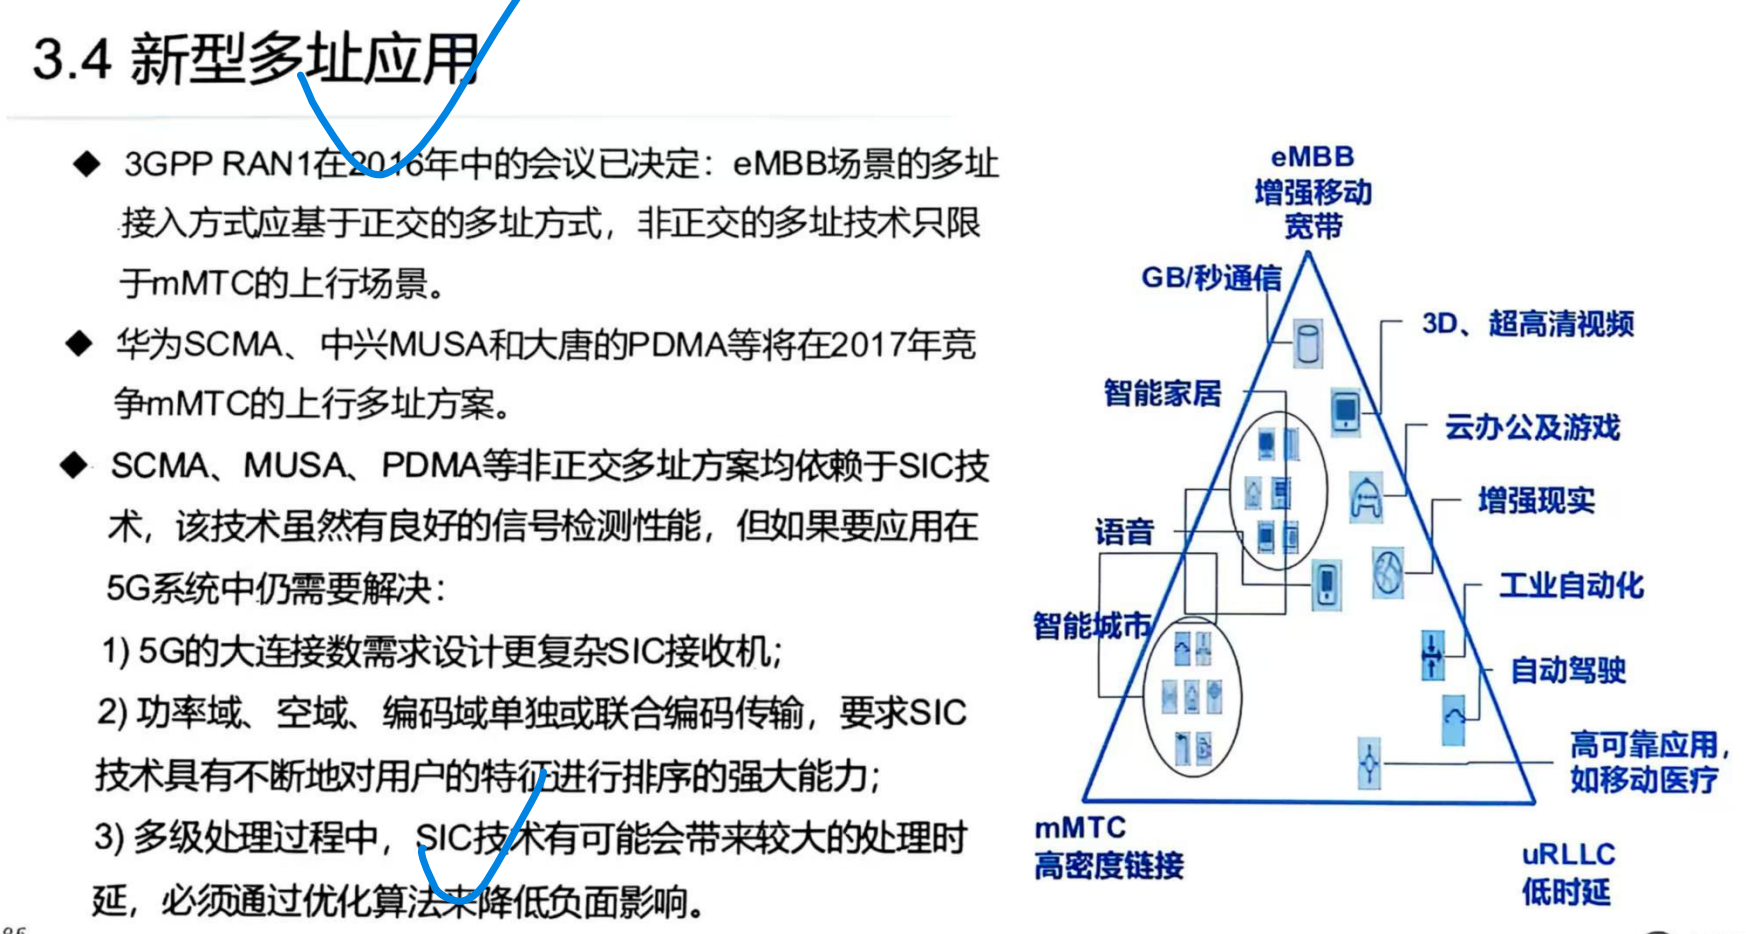 3.4 新型多址应用
◆ 3GPP RAN1在2016年中的会议已决定：eMBB场景的多址
接入方式应基于正交的多址方式，非正交的多址技术只限
于mMTC的上行场景。
◆ 华为SCMA、中兴MUSA和大唐的PDMA等将在2017年竞
争mMTC的上行多址方案。
◆ SCMA、MUSA、PDMA等非正交多址方案均依赖于SIC技
术，该技术虽然有良好的信号检测性能，但如果要应用在
5G系统中仍需要解决：
1) 5G的大连接数需求设计更复杂SIC接收机；
2) 功率域、空域、编码域单独或联合编码传输，要求SIC
技术具有不断地对用户的特征进行排序的强大能力；
3) 多级处理过程中，SIC技术有可能会带来较大的处理时
延，必须通过优化算法来降低负面影响。
eMBB
增强移动
宽带
GB/秒通信
3D、超高清视频
智能家居
云办公及游戏
增强现实
语音
工业自动化
智能城市
自动驾驶
高可靠应用，
如移动医疗
mMTC
高密度链接
uRLLC
低时延